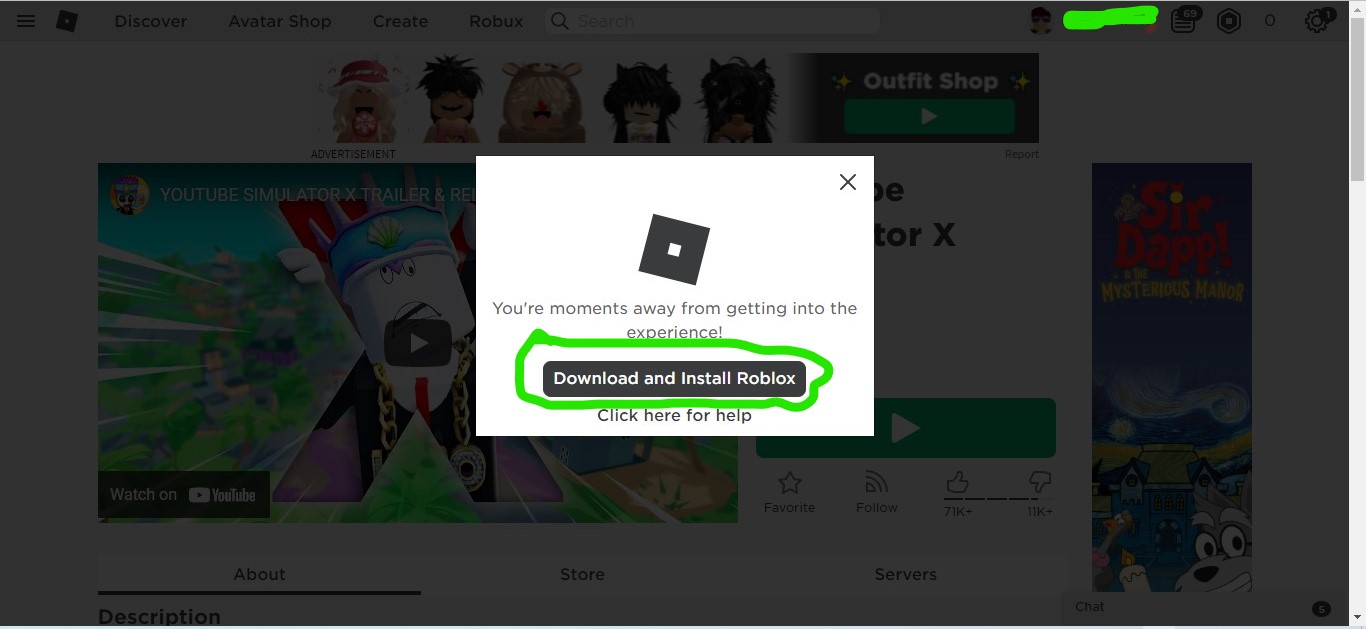 Discover
Avatar Shop
Create
Robux
Search
69
0
1
Outfit Shop
ADVERTISEMENT
Report
YOUTUBE SIMULATOR X TRAILER & REL
be
tor X
You're moments away from getting into the
experience!
Download and Install Roblox
Click here for help
Watch on YouTube
Favorite
Follow
71K+
11K+
Sir
Dapp!
& THE
MYSTERIOUS MANOR
About
Store
Servers
Description
Chat
5